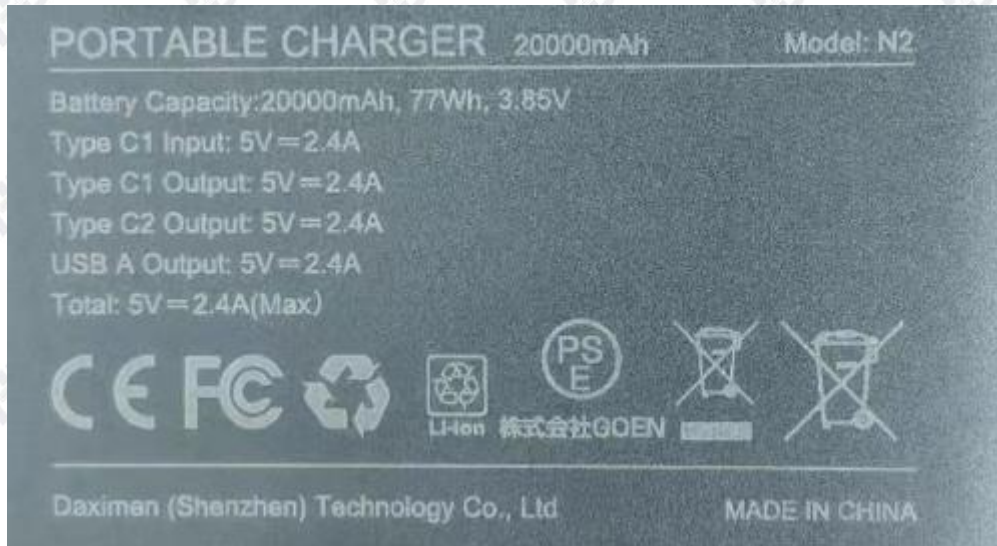 PORTABLE CHARGER 20000mAh Model: N2
Battery Capacity:20000mAh, 77Wh, 3.85V
Type C1 Input: 5V⎓2.4A
Type C1 Output: 5V⎓2.4A
Type C2 Output: 5V⎓2.4A
USB A Output: 5V⎓2.4A
Total: 5V⎓2.4A(Max)
CE FC
PS
E
Li-ion 株式会社GOEN
Daximen (Shenzhen) Technology Co., Ltd MADE IN CHINA